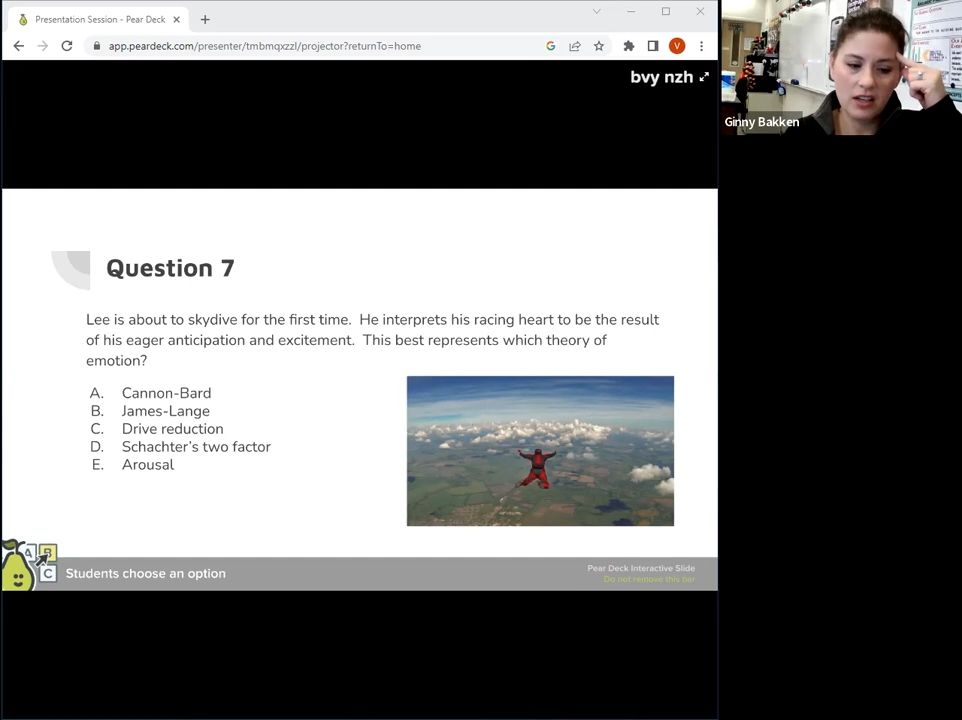 Presentation Session - Pear Deck
app.peardeck.com/presenter/tmbmqxzzl/projector?returnTo=home
V
bvy nzh
Ginny Bakken
Question 7
Lee is about to skydive for the first time. He interprets his racing heart to be the result
of his eager anticipation and excitement. This best represents which theory of
emotion?
A. Cannon-Bard
B. James-Lange
C. Drive reduction
D. Schachter's two factor
E. Arousal
A B
C
Students choose an option
Pear Deck Interactive Slide
Do not remove this bar